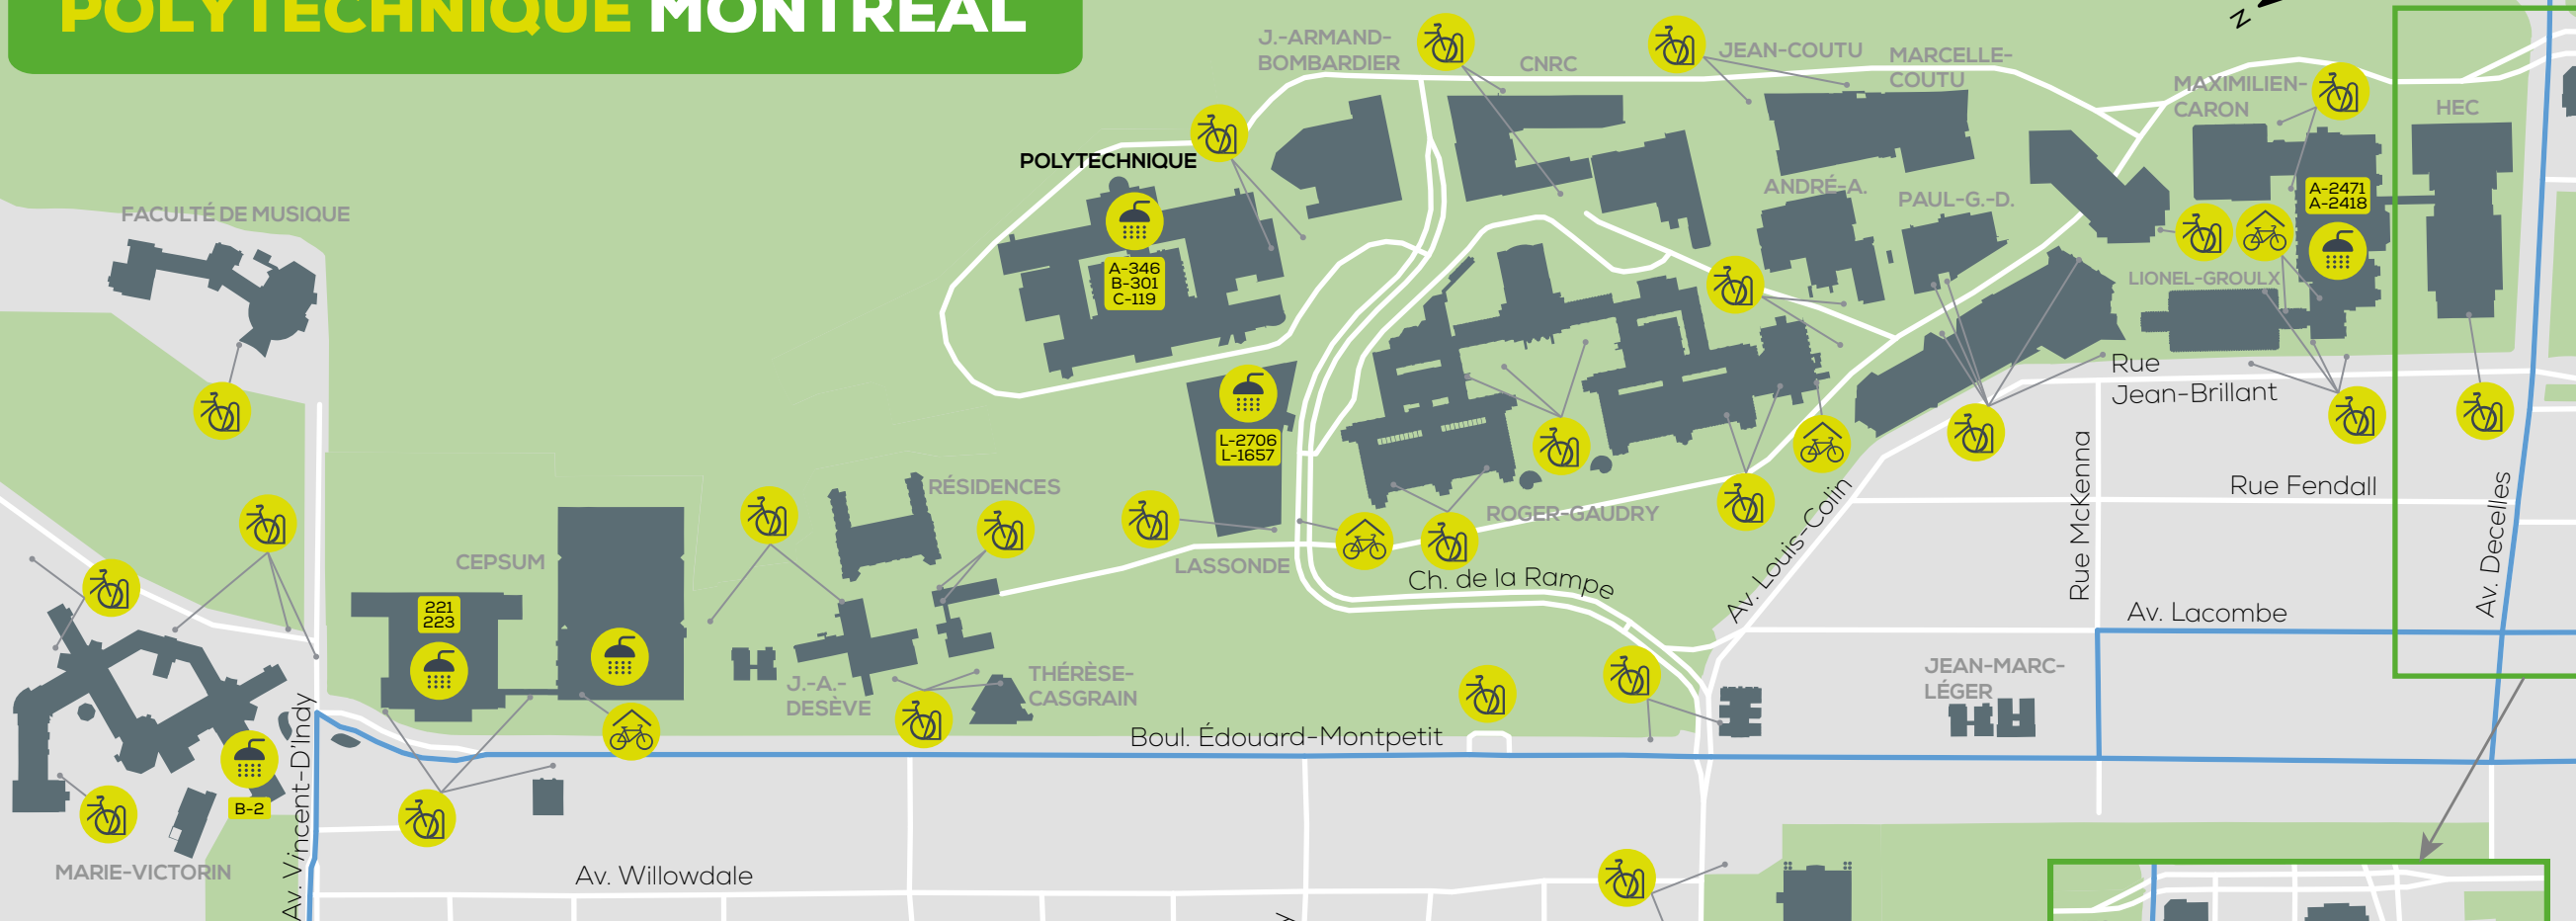 POLYTECHNIQUE MONTRÉAL
N
J.-ARMAND-
BOMBARDIER
CNRC
JEAN-COUTU
MARCELLE-
COUTU
MAXIMILIEN-
CARON
HEC
POLYTECHNIQUE
A-346
B-301
C-119
ANDRÉ-A.
PAUL-G.-D.
A-2471
A-2418
LIONEL-GROULX
FACULTÉ DE MUSIQUE
Rue
Jean-Brillant
L-2706
L-1657
RÉSIDENCES
ROGER-GAUDRY
Rue Fendall
Rue McKenna
Av. Decelles
Av. Louis-Colin
CEPSUM
LASSONDE
Ch. de la Rampe
221
223
Av. Lacombe
J.-A.-
DESÈVE
THÉRÈSE-
CASGRAIN
JEAN-MARC-
LÉGER
Boul. Édouard-Montpetit
B-2
Av. Vincent-D'Indy
MARIE-VICTORIN
Av. Willowdale